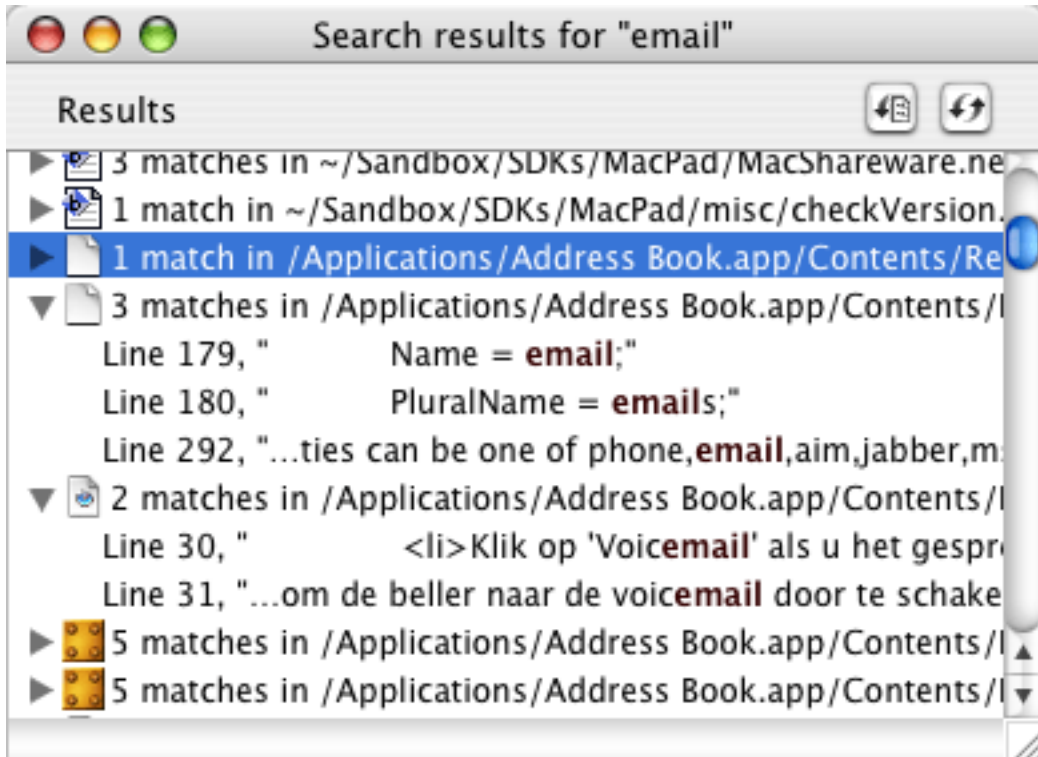 Search results for "email"
Results
3 matches in ~/Sandbox/SDKs/MacPad/MacShareware.ne
1 match in ~/Sandbox/SDKs/MacPad/misc/checkVersion.
1 match in /Applications/Address Book.app/Contents/Re
3 matches in /Applications/Address Book.app/Contents/
Line 179, " Name = email;"
Line 180, " PluralName = emails;"
Line 292, "...ties can be one of phone,email,aim,jabber,m
2 matches in /Applications/Address Book.app/Contents/
Line 30, " <li>Klik op 'Voicemail' als u het gespr
Line 31, "...om de beller naar de voicemail door te schake
5 matches in /Applications/Address Book.app/Contents/
5 matches in /Applications/Address Book.app/Contents/